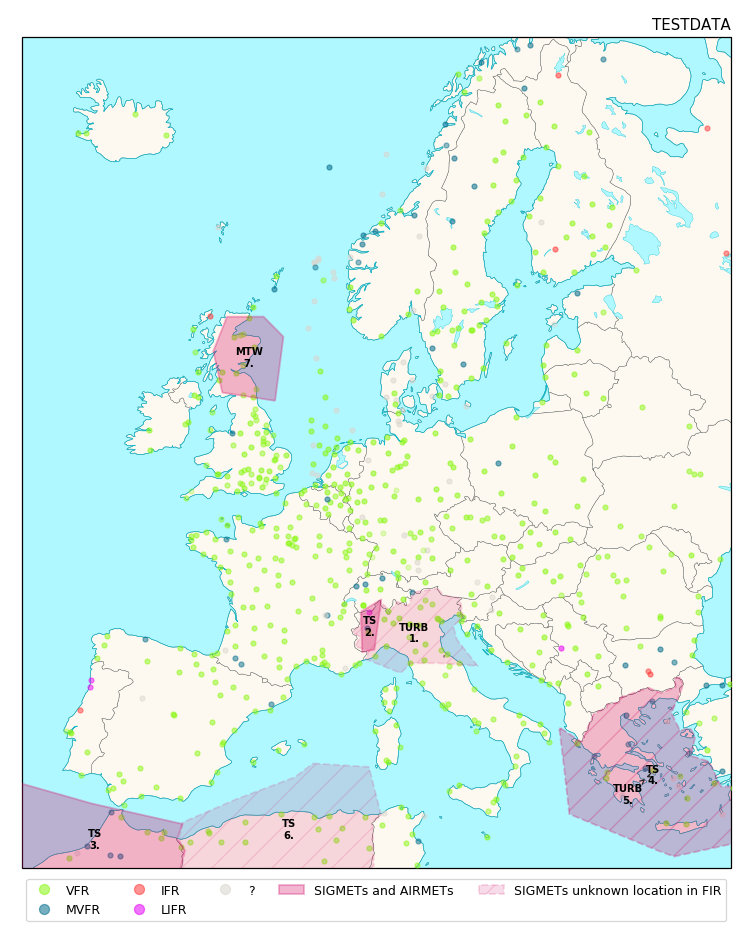 TESTDATA
MTW
7.
TS
2.
TURB
1.
TS
4.
TURB
5.
TS
6.
TS
3.
VFR
IFR
?
SIGMETs and AIRMETs
SIGMETs unknown location in FIR
MVFR
LIFR